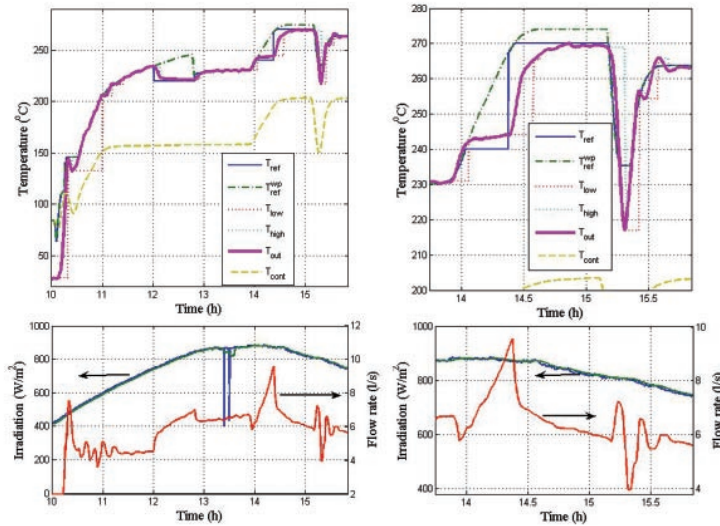 250
200
150
100
50
Temperature (°C)
T_ref
T^wp_ref
T_low
T_high
T_out
T_cont
10 11 12 13 14 15
Time (h)
280
270
260
250
240
230
220
210
200
Temperature (°C)
T_ref
T^wp_ref
T_low
T_high
T_out
T_cont
14 14.5 15 15.5
Time (h)
1000
800
600
400
200
0
Irradiation (W/m²)
12
11
10
8
6
4
2
Flow rate (l/s)
10 11 12 13 14 15
Time (h)
1000
800
600
400
Irradiation (W/m²)
10
8
6
4
Flow rate (l/s)
14 14.5 15 15.5
Time (h)